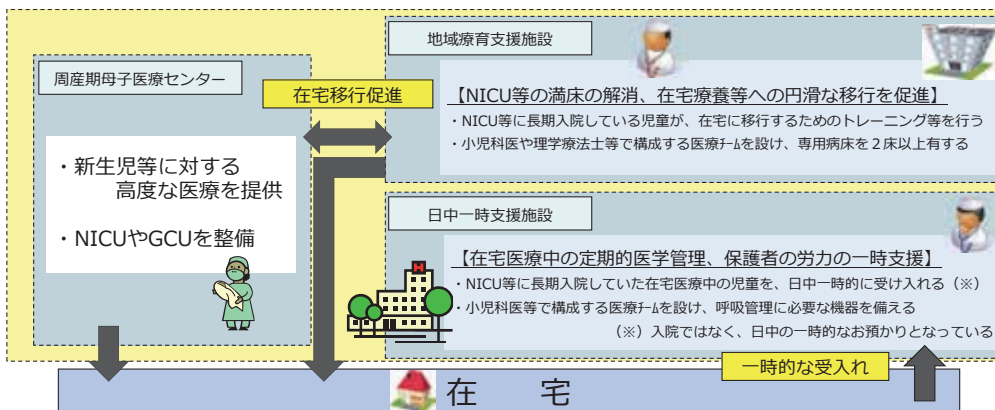 周産期母子医療センター
・新生児等に対する
高度な医療を提供
・NICUやGCUを整備
在宅移行促進
地域療育支援施設
【NICU等の満床の解消、在宅療養等への円滑な移行を促進】
・NICU等に長期入院している児童が、在宅に移行するためのトレーニング等を行う
・小児科医や理学療法士等で構成する医療ﾁｰﾑを設け、専用病床を２床以上有する
日中一時支援施設
【在宅医療中の定期的医学管理、保護者の労力の一時支援】
・NICU等に長期入院していた在宅医療中の児童を、日中一時的に受け入れる（※）
・小児科医等で構成する医療ﾁｰﾑを設け、呼吸管理に必要な機器を備える
（※）入院ではなく、日中の一時的なお預かりとなっている
一時的な受入れ
H
在　宅